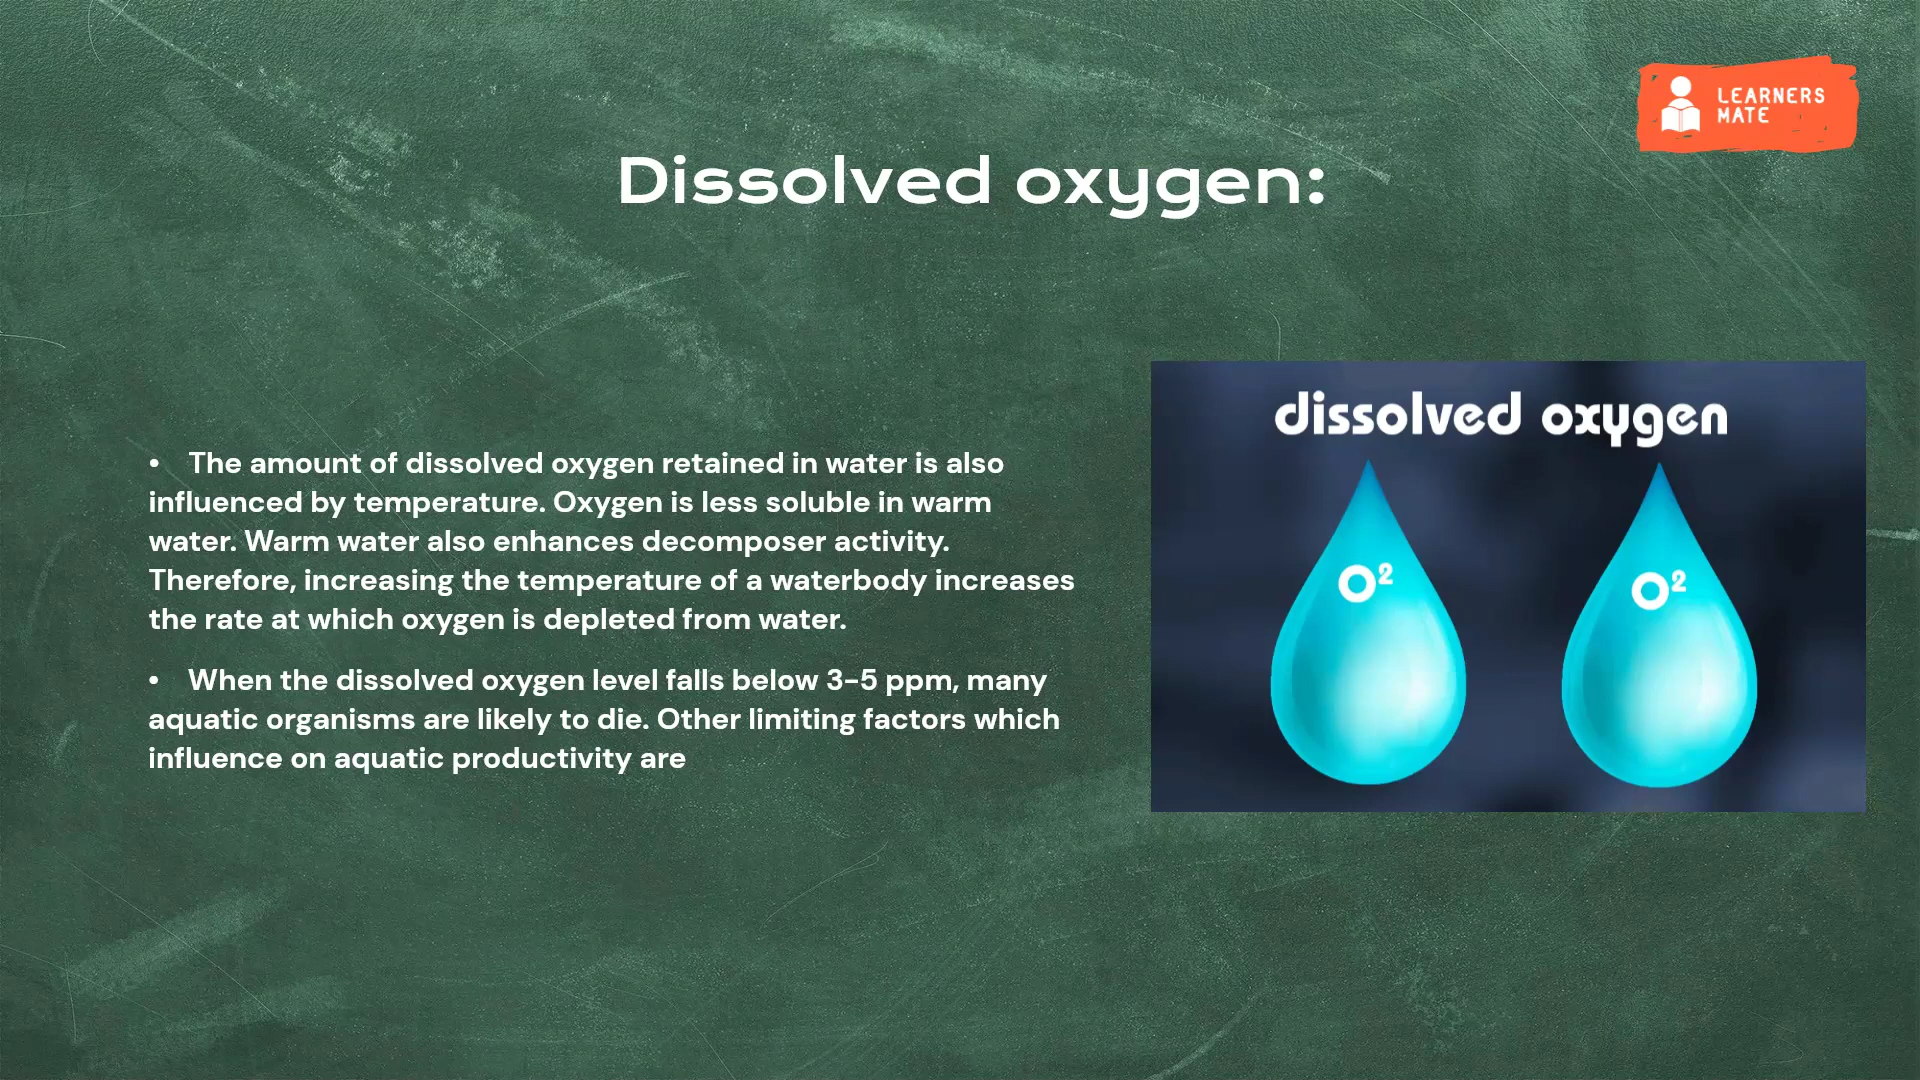 LEARNERS
MATE
Dissolved oxygen:
• The amount of dissolved oxygen retained in water is also
influenced by temperature. Oxygen is less soluble in warm
water. Warm water also enhances decomposer activity.
Therefore, increasing the temperature of a waterbody increases
the rate at which oxygen is depleted from water.
• When the dissolved oxygen level falls below 3-5 ppm, many
aquatic organisms are likely to die. Other limiting factors which
influence on aquatic productivity are
dissolved oxygen
O²
O²